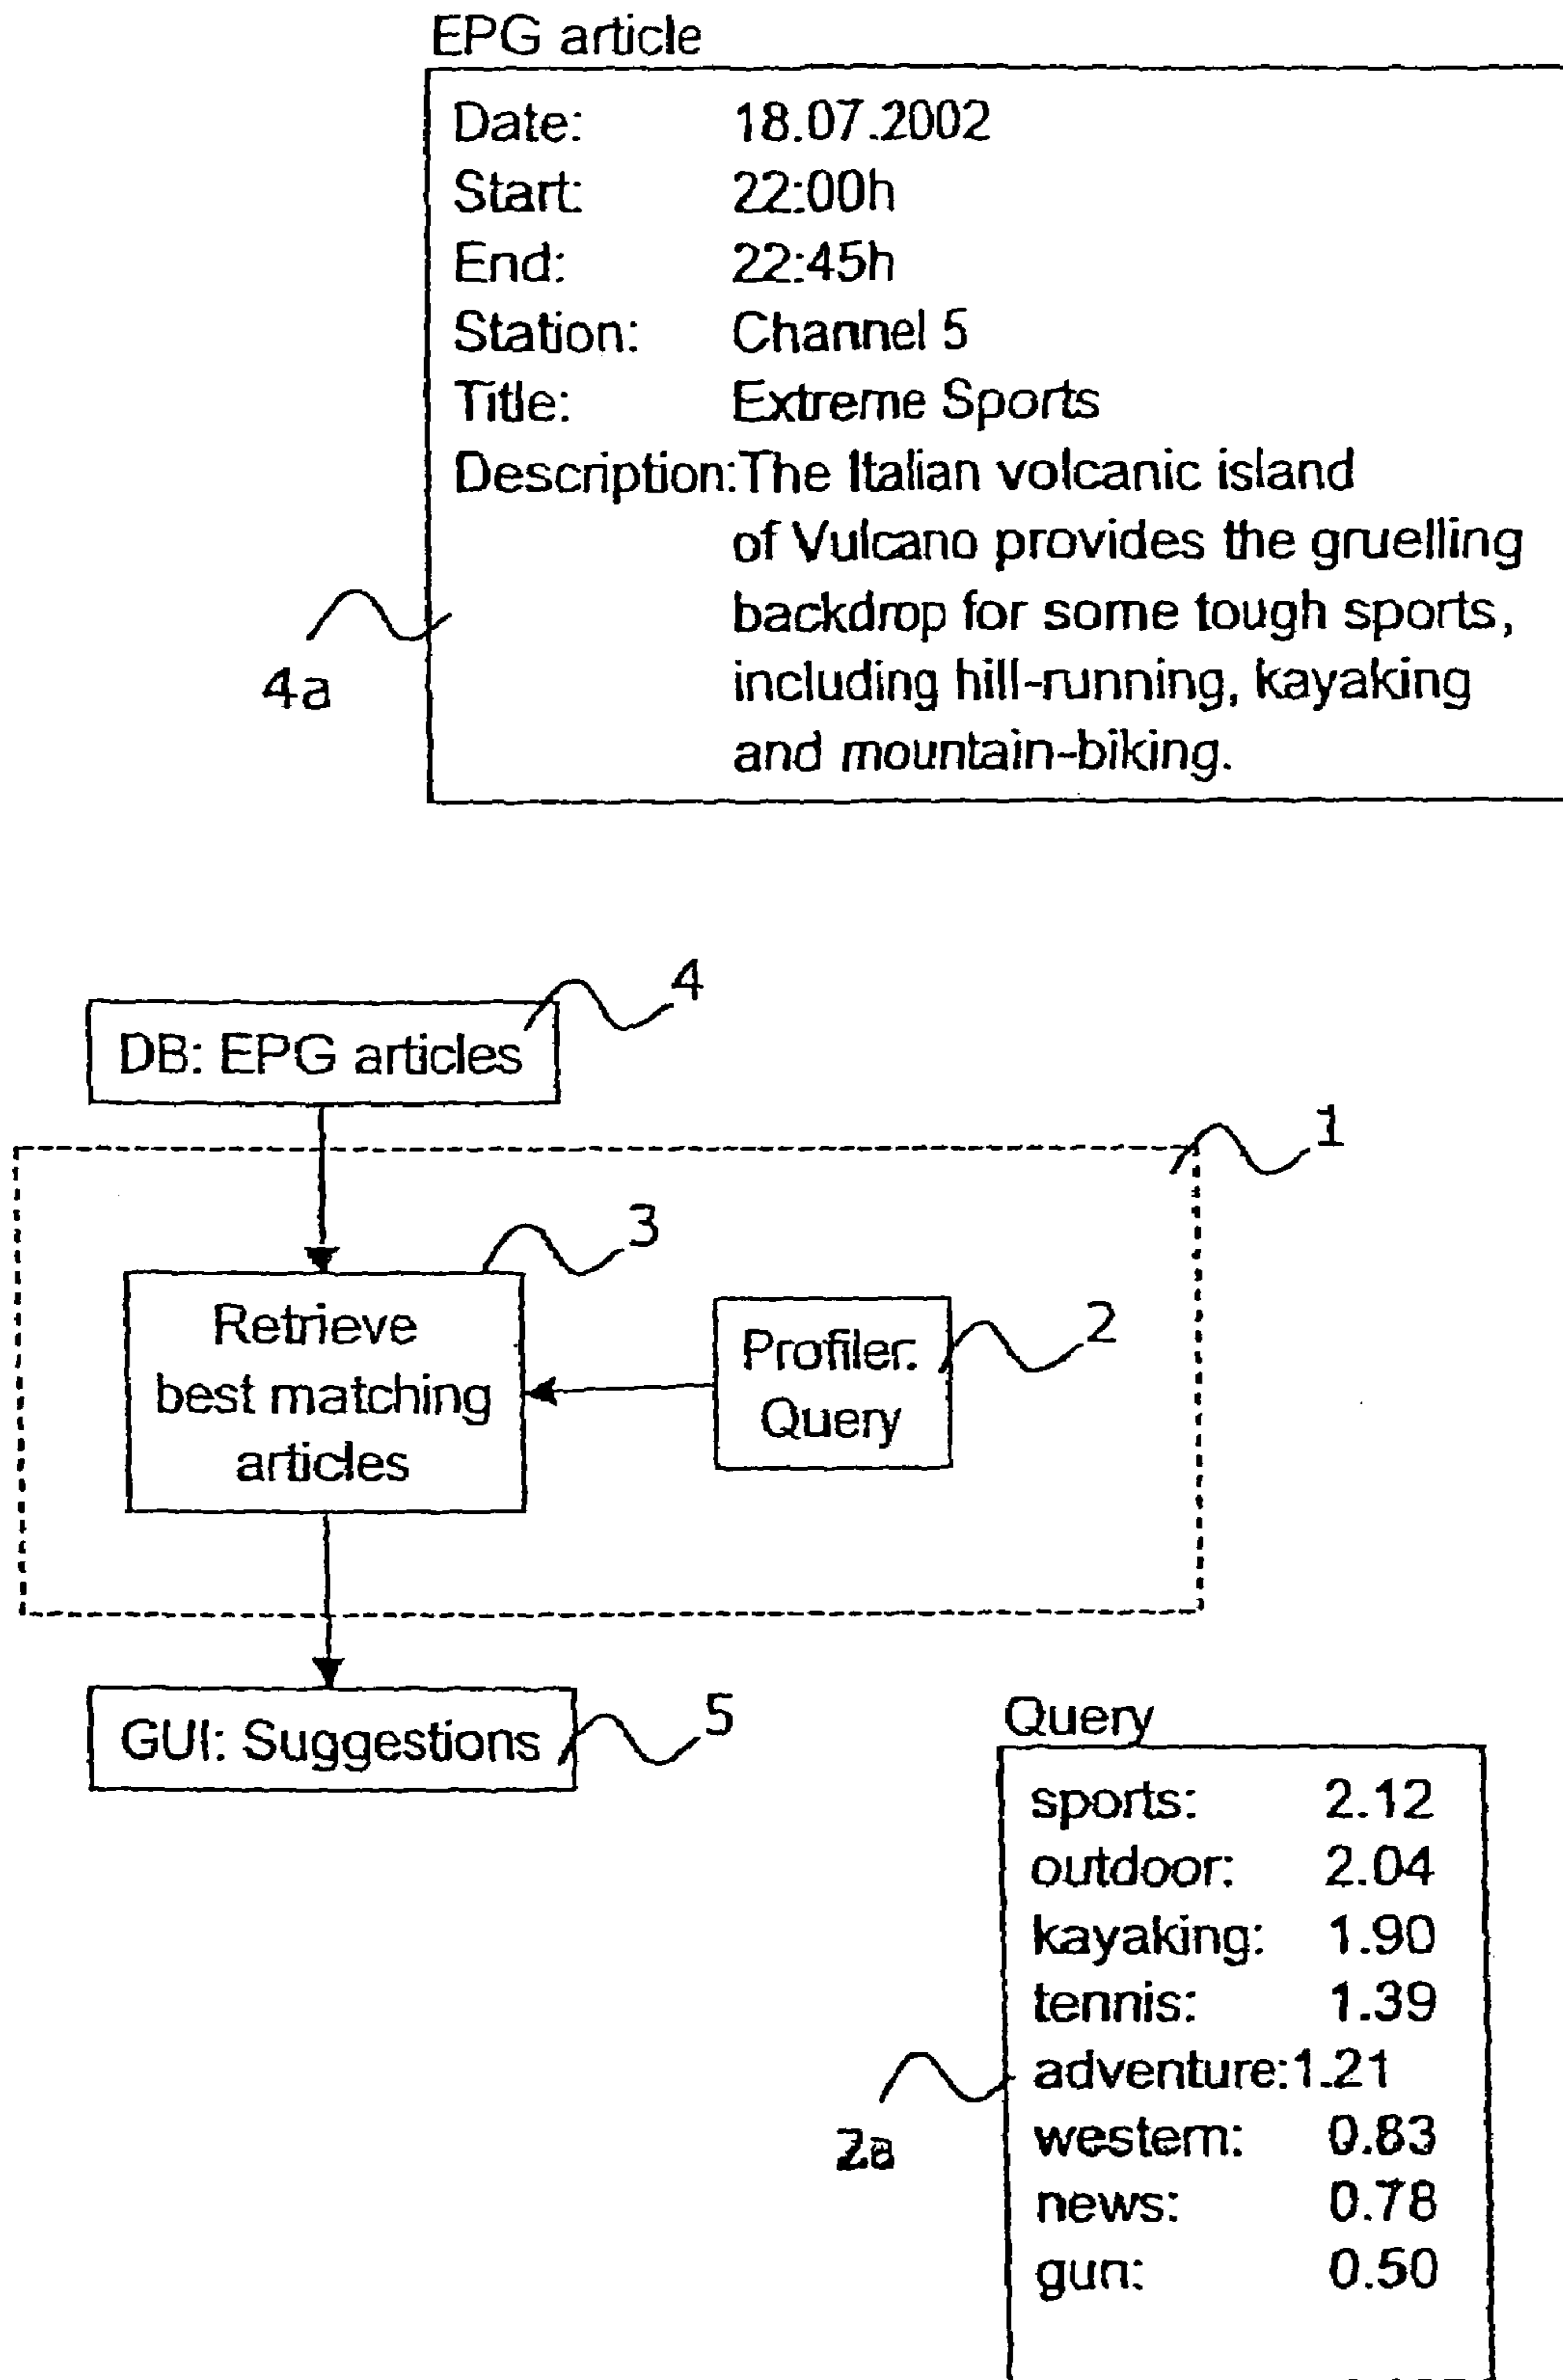 EPG article
Date: 18.07.2002
Start: 22:00h
End: 22:45h
Station: Channel 5
Title: Extreme Sports
Description:The Italian volcanic island
of Vulcano provides the gruelling
backdrop for some tough sports,
including hill-running, kayaking
and mountain-biking.
4a
4
DB: EPG articles
1
3
Retrieve
best matching
articles
2
Profiler:
Query
5
GUI: Suggestions
Query
sports: 2.12
outdoor: 2.04
kayaking: 1.90
tennis: 1.39
adventure:1.21
western: 0.83
news: 0.78
gun: 0.50
2a